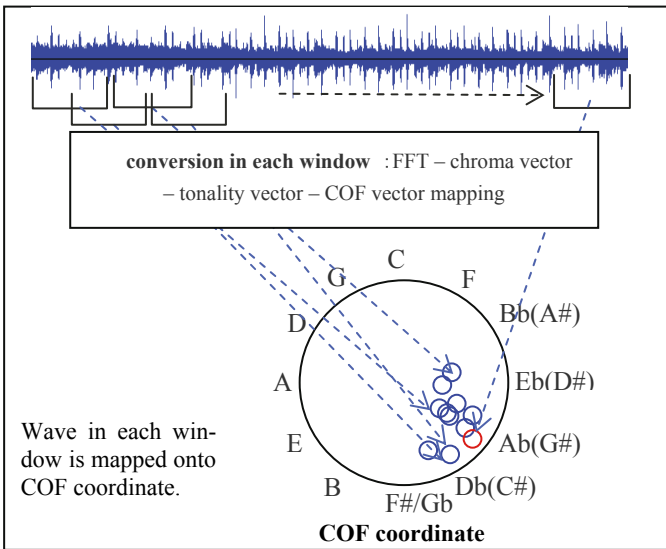 conversion in each window : FFT – chroma vector
– tonality vector – COF vector mapping
C
G
F
D
Bb(A#)
A
Eb(D#)
E
Ab(G#)
B
Db(C#)
F#/Gb
Wave in each win-
dow is mapped onto
COF coordinate.
COF coordinate